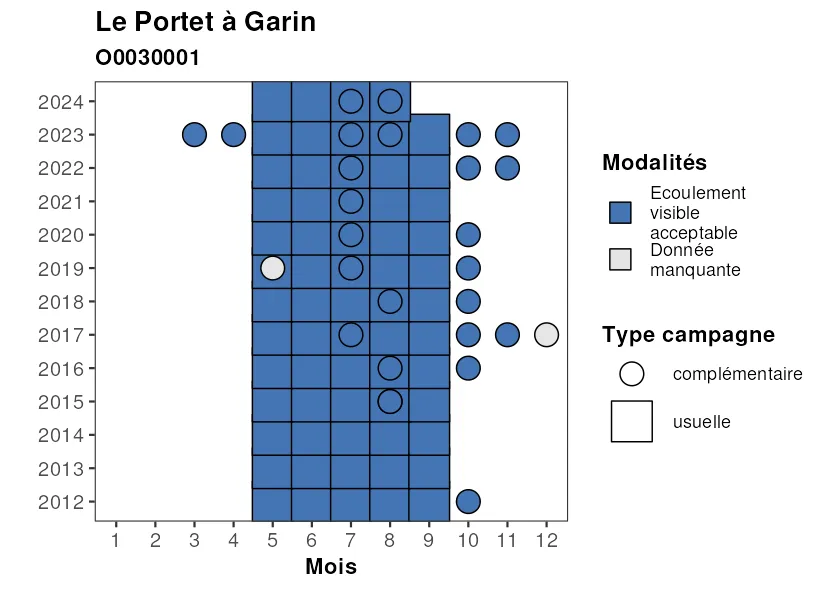 Le Portet à Garin
O0030001
2024
2023
2022
2021
2020
2019
2018
2017
2016
2015
2014
2013
2012
1 2 3 4 5 6 7 8 9 10 11 12
Mois
Modalités
Ecoulement
visible
acceptable
Donnée
manquante
Type campagne
complémentaire
usuelle